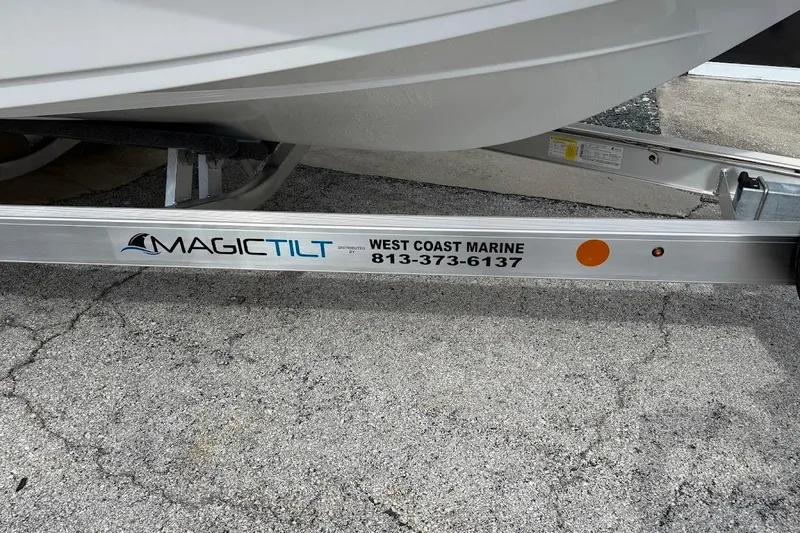 MAGICTILT
DISTRIBUTED
BY
WEST COAST MARINE
813-373-6137